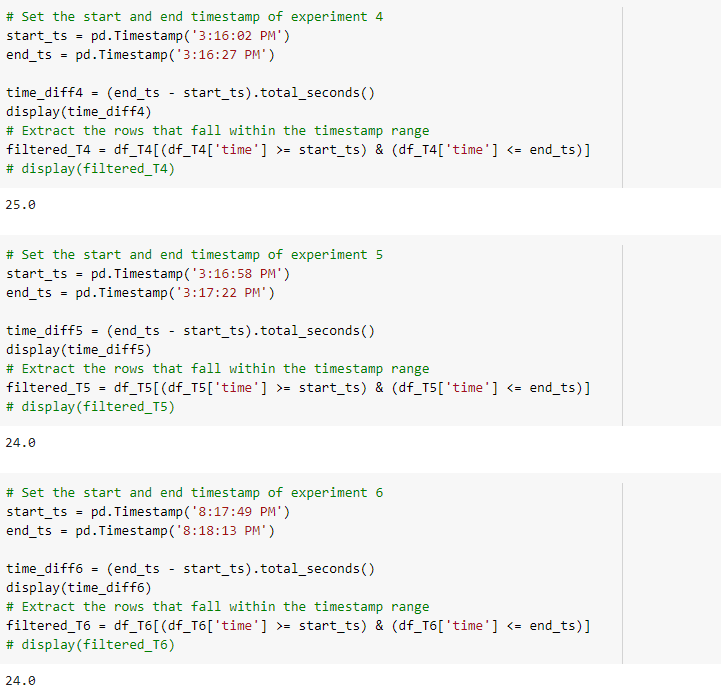 # Set the start and end timestamp of experiment 4
start_ts = pd.Timestamp('3:16:02 PM')
end_ts = pd.Timestamp('3:16:27 PM')
time_diff4 = (end_ts - start_ts).total_seconds()
display(time_diff4)
# Extract the rows that fall within the timestamp range
filtered_T4 = df_T4[(df_T4['time'] >= start_ts) & (df_T4['time'] <= end_ts)]
# display(filtered_T4)
25.0
# Set the start and end timestamp of experiment 5
start_ts = pd.Timestamp('3:16:58 PM')
end_ts = pd.Timestamp('3:17:22 PM')
time_diff5 = (end_ts - start_ts).total_seconds()
display(time_diff5)
# Extract the rows that fall within the timestamp range
filtered_T5 = df_T5[(df_T5['time'] >= start_ts) & (df_T5['time'] <= end_ts)]
# display(filtered_T5)
24.0
# Set the start and end timestamp of experiment 6
start_ts = pd.Timestamp('8:17:49 PM')
end_ts = pd.Timestamp('8:18:13 PM')
time_diff6 = (end_ts - start_ts).total_seconds()
display(time_diff6)
# Extract the rows that fall within the timestamp range
filtered_T6 = df_T6[(df_T6['time'] >= start_ts) & (df_T6['time'] <= end_ts)]
# display(filtered_T6)
24.0